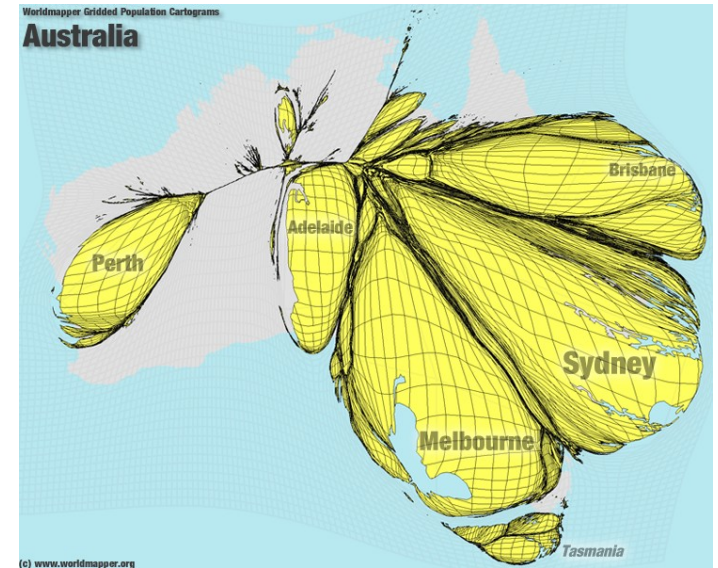 Worldmapper Gridded Population Cartograms
Australia
Brisbane
Adelaide
Perth
Sydney
Melbourne
Tasmania
(c) www.worldmapper.org